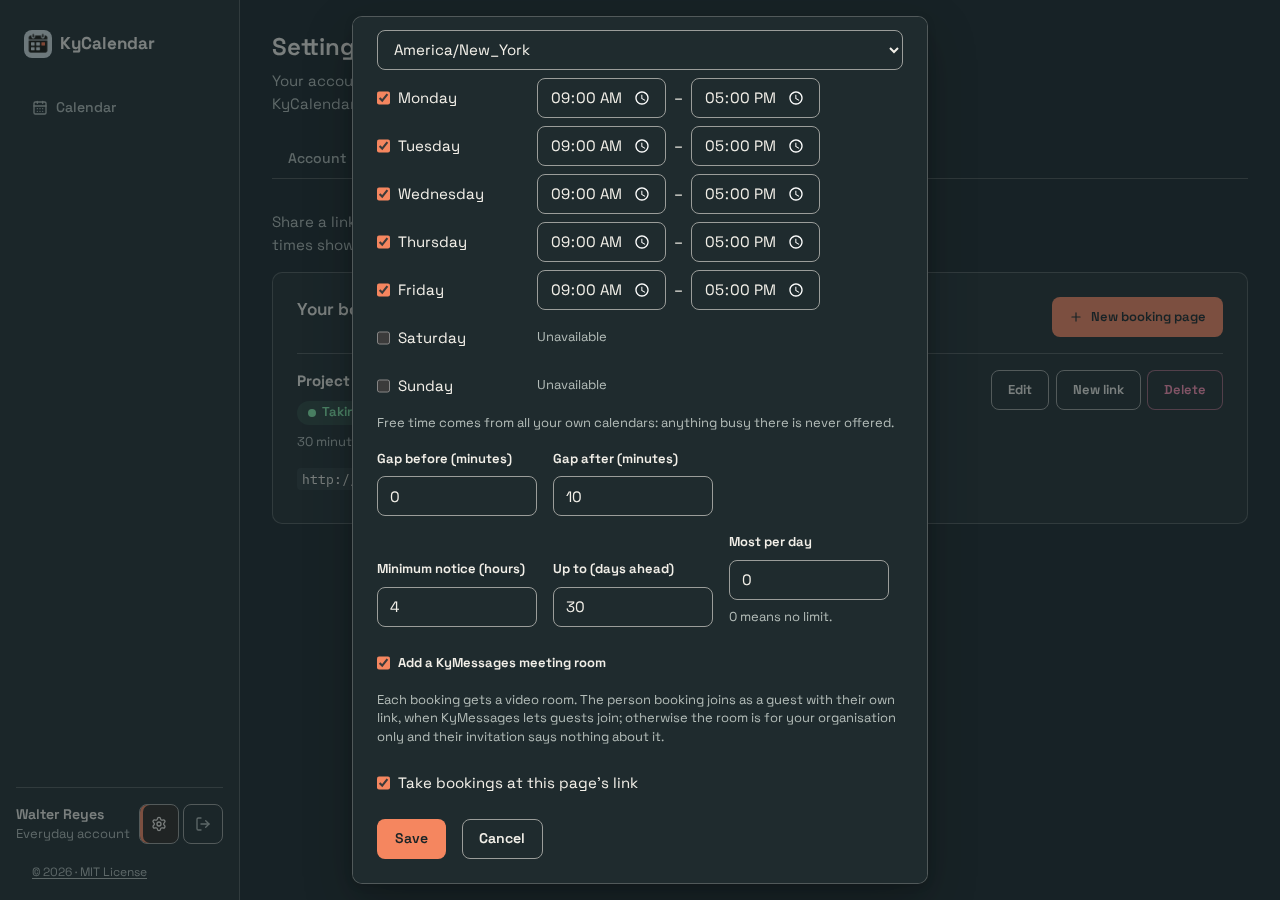 KyCalendar
Calendar
Walter Reyes
Everyday account
© 2026 · MIT License
Setting
Your accou
KyCalendar
Account
Share a link
times show
Your bo
New booking page
Project
Takin
30 minut
http:/
Edit
New link
Delete
America/New_York
Monday 09:00 AM – 05:00 PM
Tuesday 09:00 AM – 05:00 PM
Wednesday 09:00 AM – 05:00 PM
Thursday 09:00 AM – 05:00 PM
Friday 09:00 AM – 05:00 PM
Saturday Unavailable
Sunday Unavailable
Free time comes from all your own calendars: anything busy there is never offered.
Gap before (minutes) Gap after (minutes)
0 10
Most per day
Minimum notice (hours) Up to (days ahead)
0
4 30
0 means no limit.
Add a KyMessages meeting room
Each booking gets a video room. The person booking joins as a guest with their own
link, when KyMessages lets guests join; otherwise the room is for your organisation
only and their invitation says nothing about it.
Take bookings at this page's link
Save Cancel